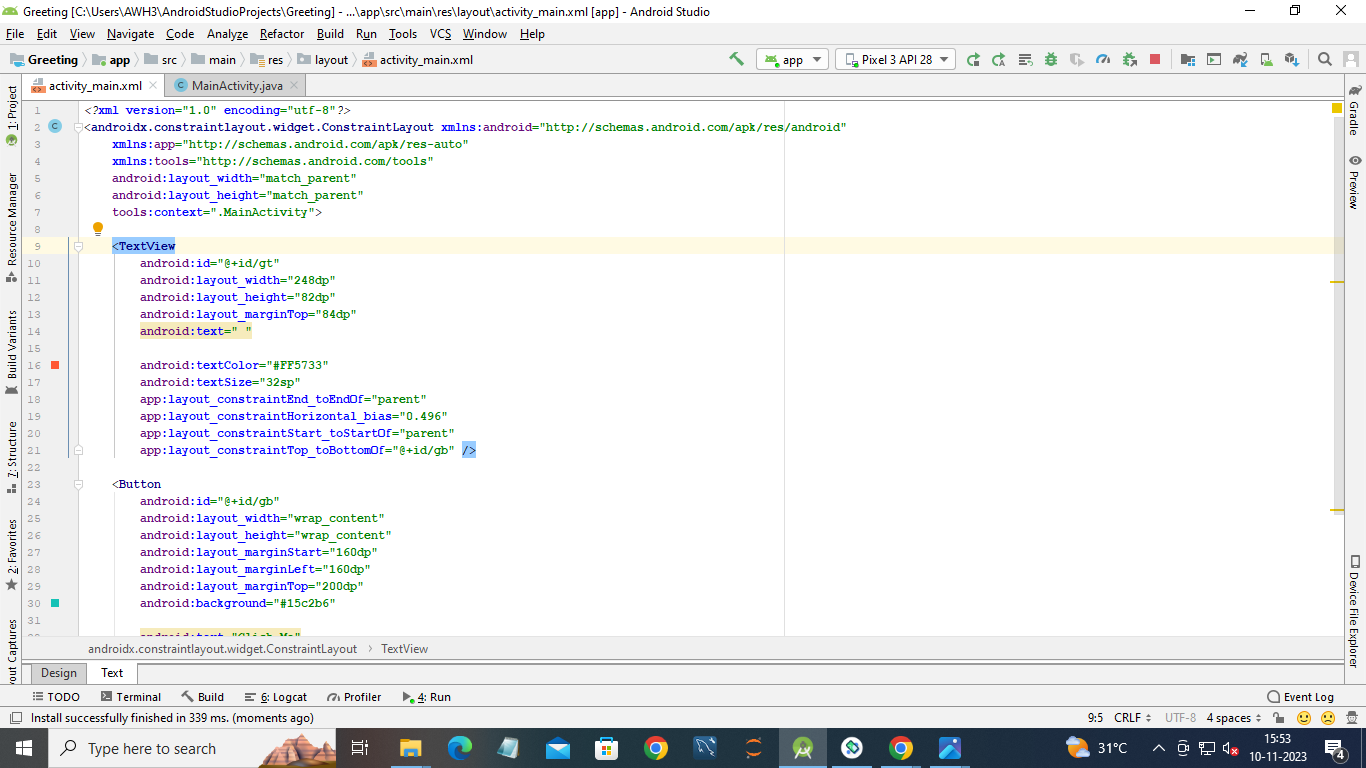 Greeting [C:\Users\AWH3\AndroidStudioProjects\Greeting] - ...\app\src\main\res\layout\activity_main.xml [app] - Android Studio
File Edit View Navigate Code Analyze Refactor Build Run Tools VCS Window Help
Greeting app src main res layout activity_main.xml app Pixel 3 API 28
activity_main.xml MainActivity.java
1 <?xml version="1.0" encoding="utf-8"?>
2 <androidx.constraintlayout.widget.ConstraintLayout xmlns:android="http://schemas.android.com/apk/res/android"
3 xmlns:app="http://schemas.android.com/apk/res-auto"
4 xmlns:tools="http://schemas.android.com/tools"
5 android:layout_width="match_parent"
6 android:layout_height="match_parent"
7 tools:context=".MainActivity">
8
9 <TextView
10 android:id="@+id/gt"
11 android:layout_width="248dp"
12 android:layout_height="82dp"
13 android:layout_marginTop="84dp"
14 android:text=" "
15
16 android:textColor="#FF5733"
17 android:textSize="32sp"
18 app:layout_constraintEnd_toEndOf="parent"
19 app:layout_constraintHorizontal_bias="0.496"
20 app:layout_constraintStart_toStartOf="parent"
21 app:layout_constraintTop_toBottomOf="@+id/gb" />
22
23 <Button
24 android:id="@+id/gb"
25 android:layout_width="wrap_content"
26 android:layout_height="wrap_content"
27 android:layout_marginStart="160dp"
28 android:layout_marginLeft="160dp"
29 android:layout_marginTop="200dp"
30 android:background="#15c2b6"
31
android:text="Click Me"
1: Project
Resource Manager
Build Variants
7: Structure
2: Favorites
out Captures
Gradle
Preview
Device File Explorer
androidx.constraintlayout.widget.ConstraintLayout › TextView
Design Text
TODO Terminal Build 6: Logcat Profiler 4: Run Event Log
Install successfully finished in 339 ms. (moments ago) 9:5 CRLF UTF-8 4 spaces
Type here to search 31°C 15:53
10-11-2023 4